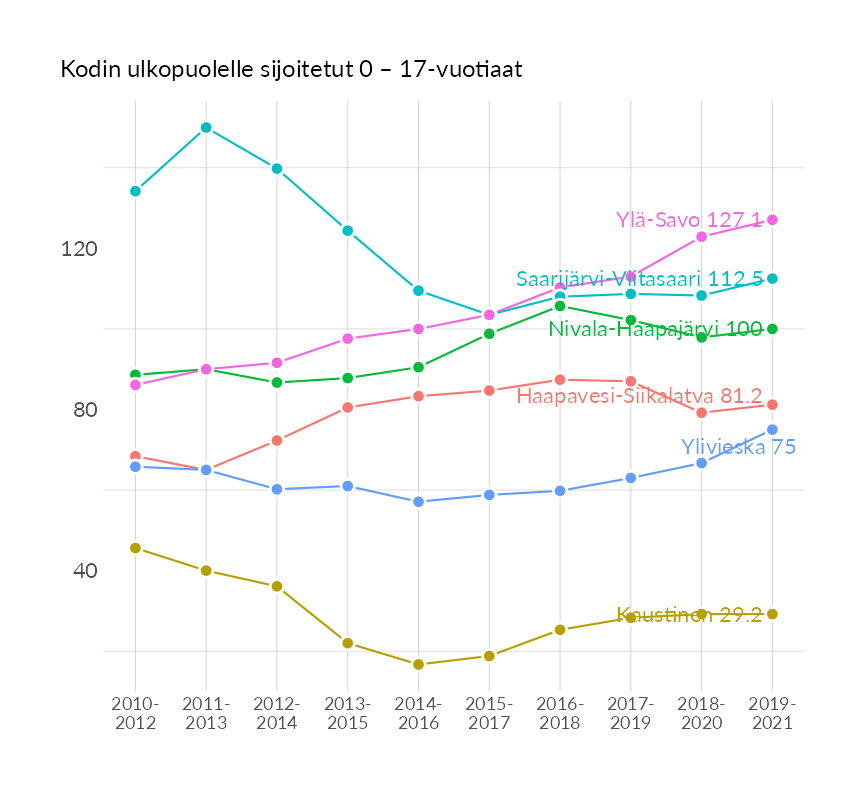 Kodin ulkopuolelle sijoitetut 0 – 17-vuotiaat
Ylä-Savo 127.1
120
Saarijärvi-Viitasaari 112.5
Nivala-Haapajärvi 100
Haapavesi-Siikalatva 81.2
80
Ylivieska 75
40
Kaustinen 29.2
2010- 2011- 2012- 2013- 2014- 2015- 2016- 2017- 2018- 2019-
2012 2013 2014 2015 2016 2017 2018 2019 2020 2021